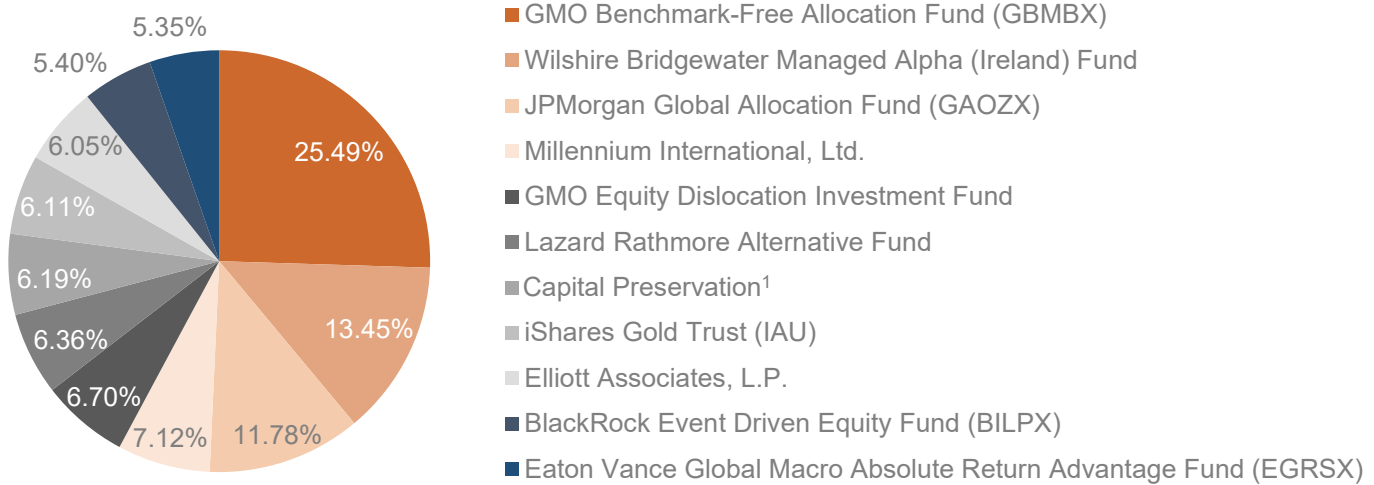 5.35%
5.40%
6.05%
6.11%
6.19%
6.36%
6.70%
7.12%
11.78%
13.45%
25.49%
GMO Benchmark-Free Allocation Fund (GBMBX)
Wilshire Bridgewater Managed Alpha (Ireland) Fund
JPMorgan Global Allocation Fund (GAOZX)
Millennium International, Ltd.
GMO Equity Dislocation Investment Fund
Lazard Rathmore Alternative Fund
Capital Preservation¹
iShares Gold Trust (IAU)
Elliott Associates, L.P.
BlackRock Event Driven Equity Fund (BILPX)
Eaton Vance Global Macro Absolute Return Advantage Fund (EGRSX)